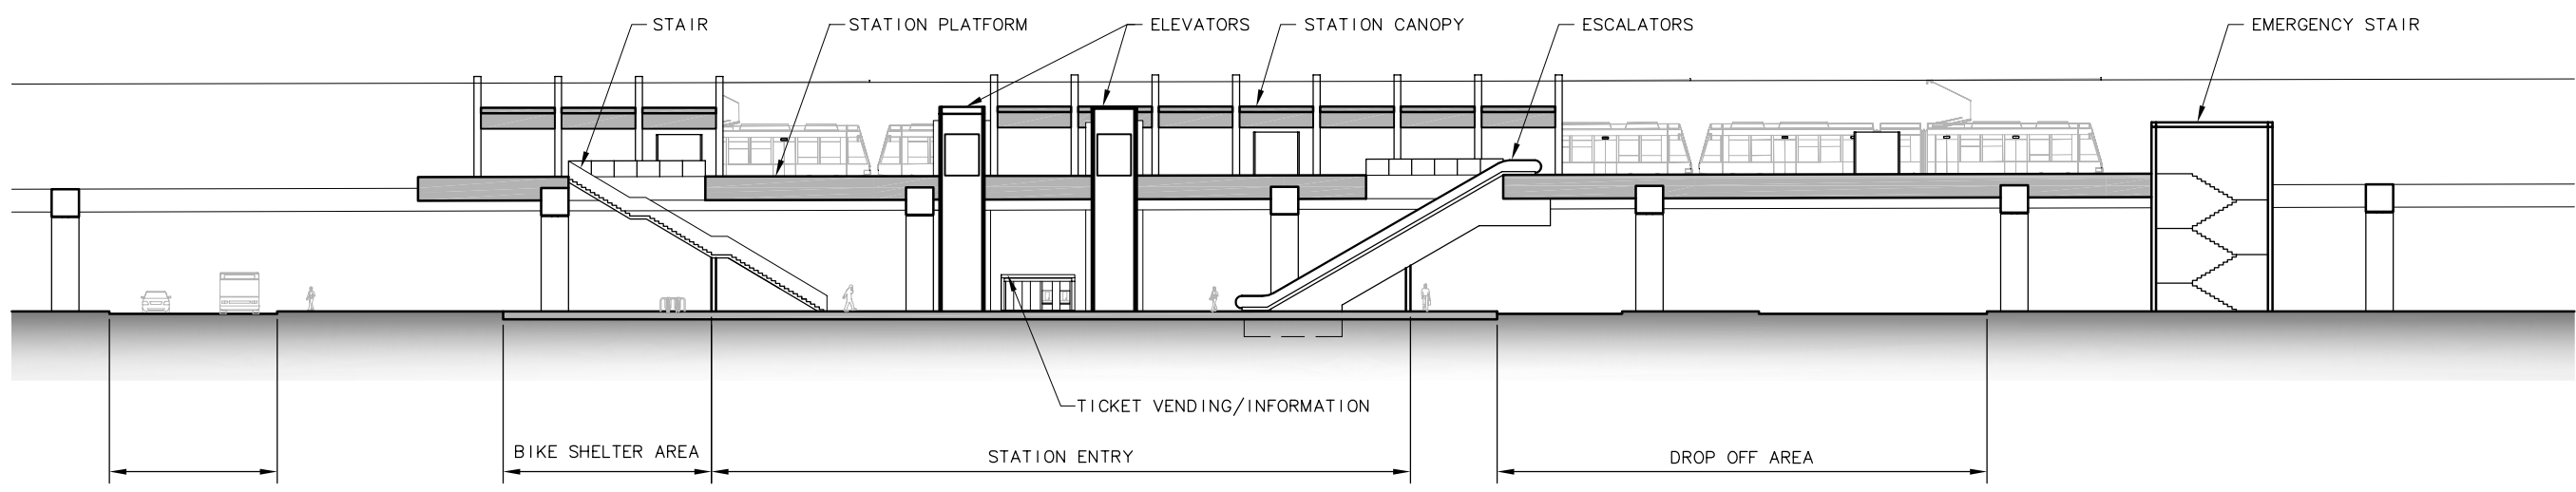 STAIR
STATION PLATFORM
ELEVATORS
STATION CANOPY
ESCALATORS
EMERGENCY STAIR
TICKET VENDING/INFORMATION
BIKE SHELTER AREA
STATION ENTRY
DROP OFF AREA